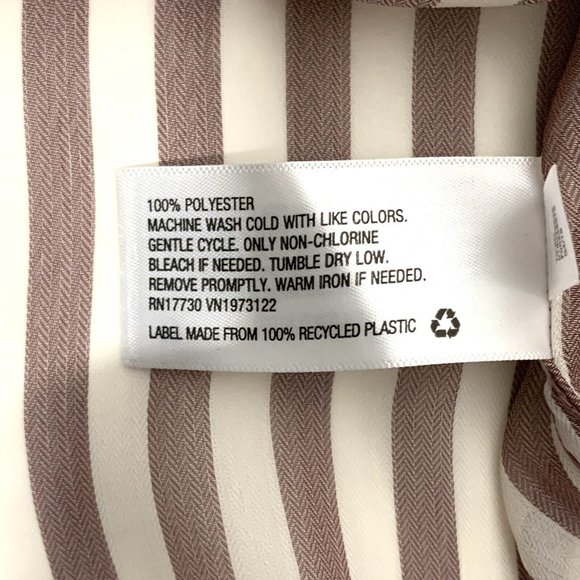 100% POLYESTER
MACHINE WASH COLD WITH LIKE COLORS.
GENTLE CYCLE. ONLY NON-CHLORINE
BLEACH IF NEEDED. TUMBLE DRY LOW.
REMOVE PROMPTLY. WARM IRON IF NEEDED.
RN17730 VN1973122
LABEL MADE FROM 100% RECYCLED PLASTIC